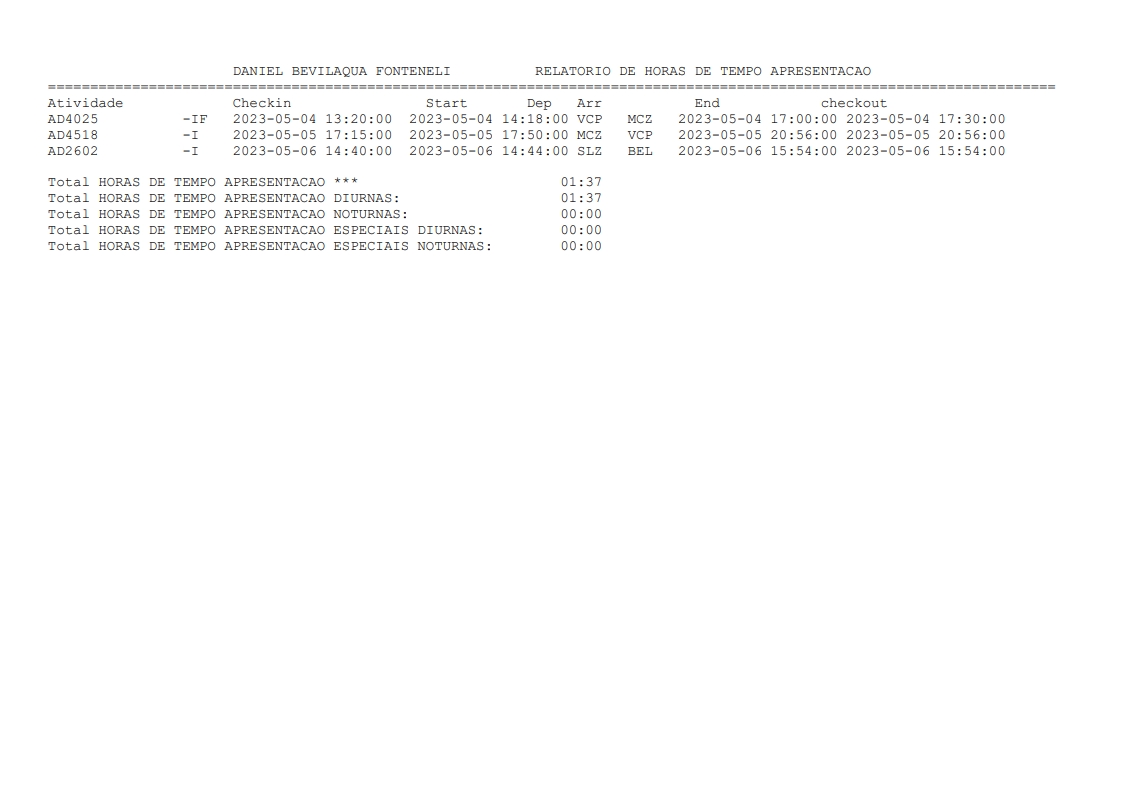 DANIEL BEVILAQUA FONTENELI RELATORIO DE HORAS DE TEMPO APRESENTACAO
========================================================================================================================
Atividade Checkin Start Dep Arr End checkout
AD4025 -IF 2023-05-04 13:20:00 2023-05-04 14:18:00 VCP MCZ 2023-05-04 17:00:00 2023-05-04 17:30:00
AD4518 -I 2023-05-05 17:15:00 2023-05-05 17:50:00 MCZ VCP 2023-05-05 20:56:00 2023-05-05 20:56:00
AD2602 -I 2023-05-06 14:40:00 2023-05-06 14:44:00 SLZ BEL 2023-05-06 15:54:00 2023-05-06 15:54:00
Total HORAS DE TEMPO APRESENTACAO *** 01:37
Total HORAS DE TEMPO APRESENTACAO DIURNAS: 01:37
Total HORAS DE TEMPO APRESENTACAO NOTURNAS: 00:00
Total HORAS DE TEMPO APRESENTACAO ESPECIAIS DIURNAS: 00:00
Total HORAS DE TEMPO APRESENTACAO ESPECIAIS NOTURNAS: 00:00